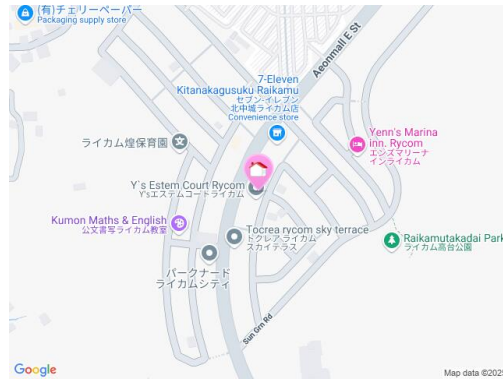 (有)チェリーペーパー
Packaging supply store
Aeonmall E St
7-Eleven
Kitanakagusuku Raikamu
セブン-イレブン
北中城ライカム店
Convenience store
Yenn's Marina
inn. Rycom
エンズマリーナ
インライカム
ライカム煌保育園
Y's Estem Court Rycom
Y'sエステムコートライカム
Kumon Maths & English
公文書写ライカム教室
Tocrea rycom sky terrace
トクレアライカム
スカイテラス
Raikamutakadai Park
ライカム高台公園
パークナード
ライカムシティ
Sun Grn Rd
Google
Map data ©202